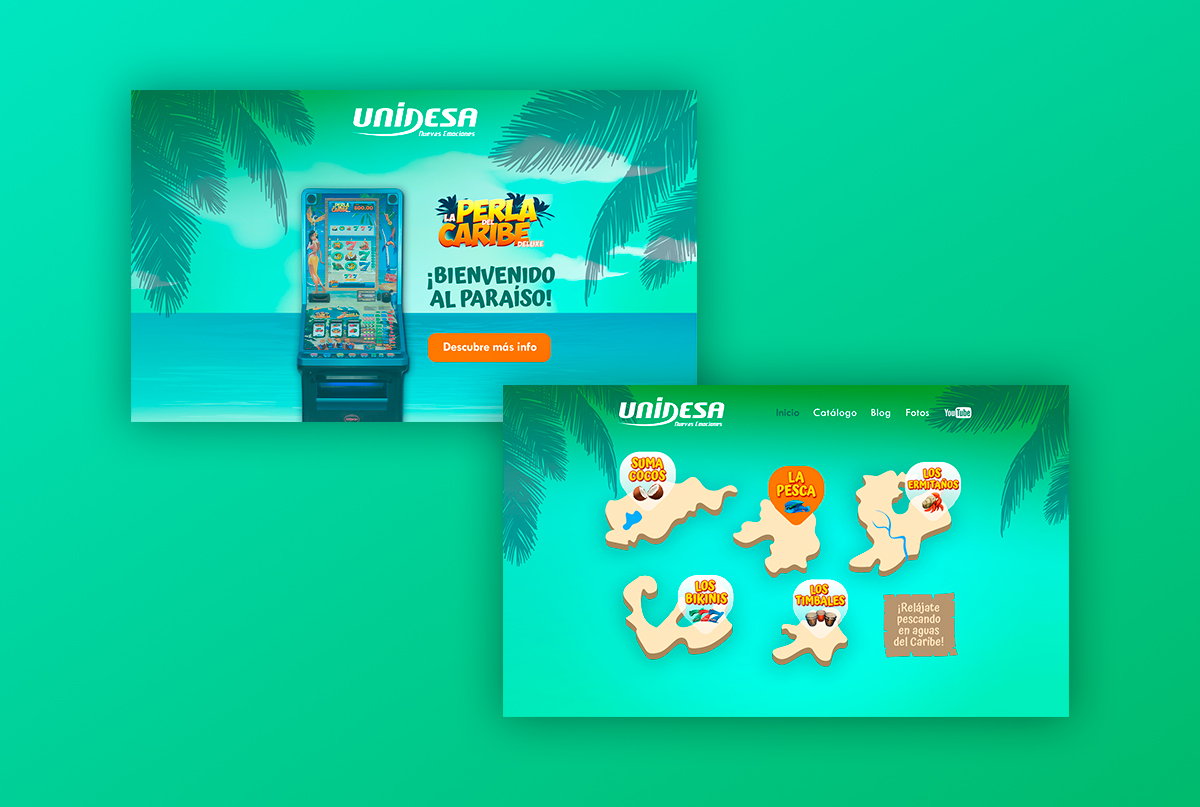 UNIDESA
Nuevas Emociones
LA PERLA
DEL
CARIBE
DELUXE
¡BIENVENIDO
AL PARAÍSO!
Descubre más info
PERLA
CARIBE
UNIDESA
Nuevas Emociones
Inicio Catálogo Blog Fotos YouTube
SUMA
COCOS
LA
PESCA
LOS
ERMITAÑOS
LOS
BIKINIS
LOS
TIMBALES
¡Relájate
pescando
en aguas
del Caribe!